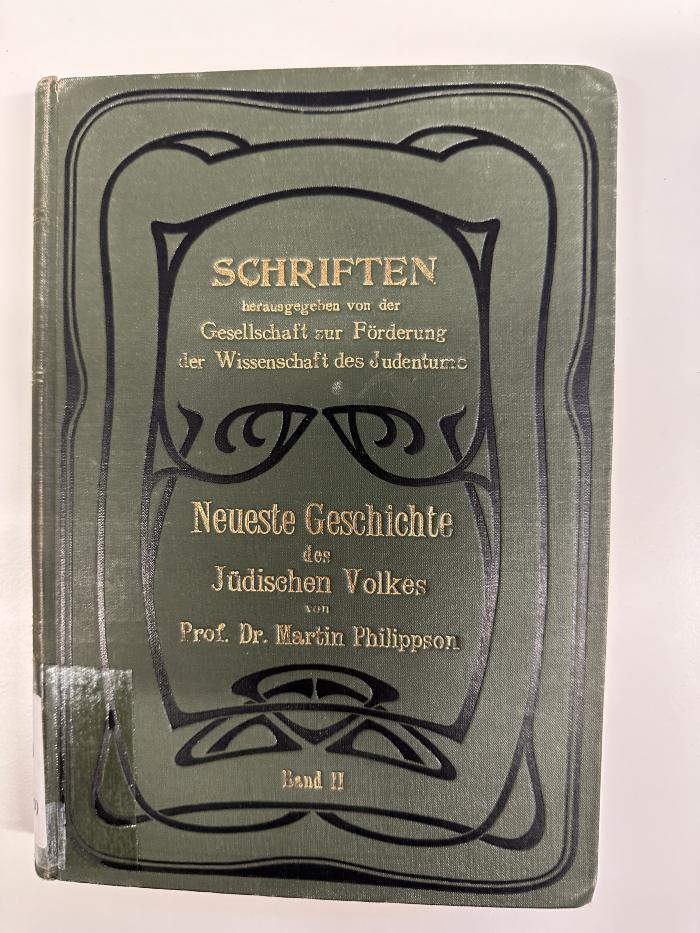 SCHRIFTEN
herausgegeben von der
Gesellschaft zur Förderung
der Wissenschaft des Judentums
Neueste Geschichte
des
Jüdischen Volkes
von
Prof. Dr. Martin Philippson
Band II